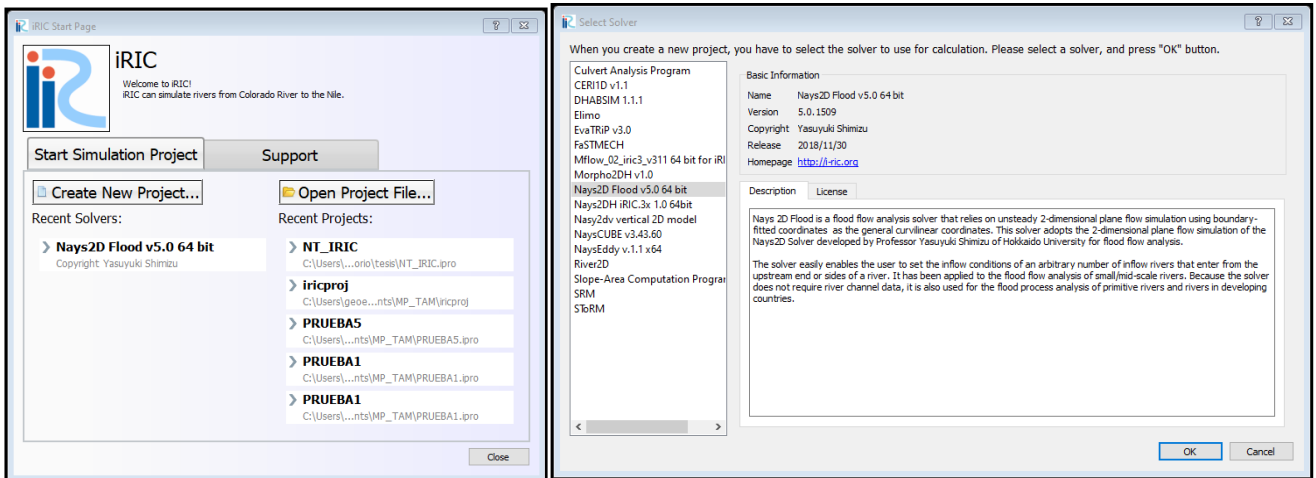 iRIC Start Page
iRIC
Welcome to iRIC!
iRIC can simulate rivers from Colorado River to the Nile.
Start Simulation Project
Support
Create New Project...
Open Project File...
Recent Solvers:
Recent Projects:
Nays2D Flood v5.0 64 bit
Copyright Yasuyuki Shimizu
NT_IRIC
C:\Users\...orio\tesis\NT_IRIC.ipro
iricproj
C:\Users\geoe...nts\MP_TAM\iricproj
PRUEBA5
C:\Users\...nts\MP_TAM\PRUEBA5.ipro
PRUEBA1
C:\Users\...nts\MP_TAM\PRUEBA1.ipro
PRUEBA1
C:\Users\...nts\MP_TAM\PRUEBA1.ipro
Close
Select Solver
When you create a new project, you have to select the solver to use for calculation. Please select a solver, and press "OK" button.
Culvert Analysis Program
CERI1D v1.1
DHABSIM 1.1.1
Elimo
EvaTRiP v3.0
FaSTMECH
Mflow_02_iric3_v311 64 bit for iRI
Morpho2DH v1.0
Nays2D Flood v5.0 64 bit
Nays2DH iRIC.3x 1.0 64bit
Nasy2dv vertical 2D model
NaysCUBE v3.43.60
NaysEddy v.1.1 x64
River2D
Slope-Area Computation Program
SRM
SToRM
Basic Information
Name Nays2D Flood v5.0 64 bit
Version 5.0.1509
Copyright Yasuyuki Shimizu
Release 2018/11/30
Homepage http://i-ric.org
Description
License
Nays 2D Flood is a flood flow analysis solver that relies on unsteady 2-dimensional plane flow simulation using boundary-
fitted coordinates as the general curvilinear coordinates. This solver adopts the 2-dimensional plane flow simulation of the
Nays2D Solver developed by Professor Yasuyuki Shimizu of Hokkaido University for flood flow analysis.
The solver easily enables the user to set the inflow conditions of an arbitrary number of inflow rivers that enter from the
upstream end or sides of a river. It has been applied to the flood flow analysis of small/mid-scale rivers. Because the solver
does not require river channel data, it is also used for the flood process analysis of primitive rivers and rivers in developing
countries.
OK
Cancel